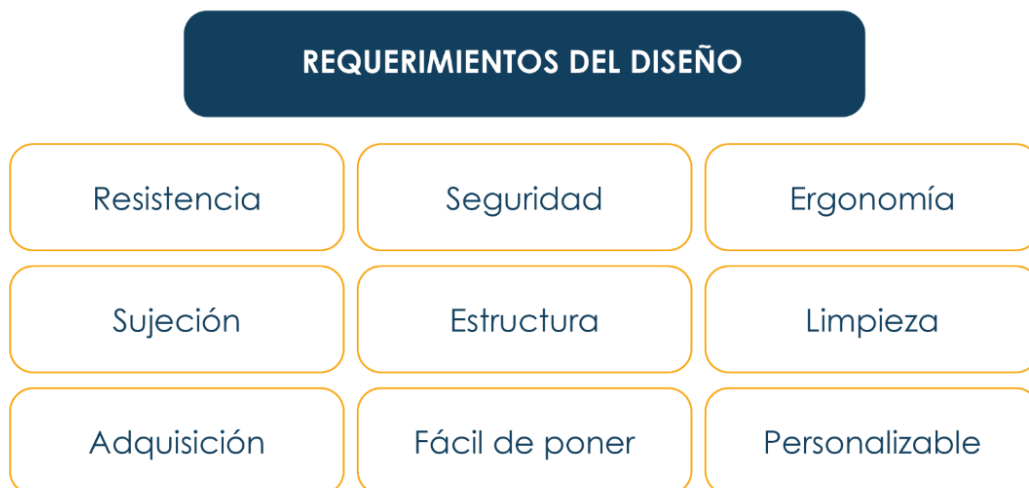 REQUERIMIENTOS DEL DISEÑO
Resistencia
Seguridad
Ergonomía
Sujeción
Estructura
Limpieza
Adquisición
Fácil de poner
Personalizable